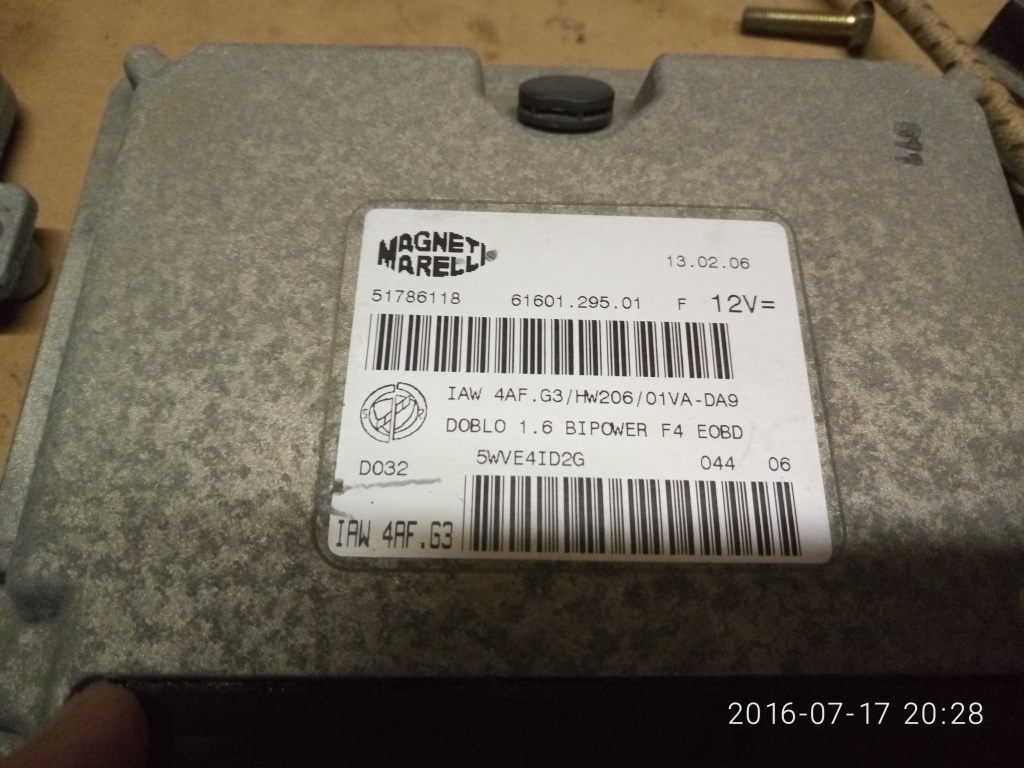 MAGNETI
MARELLI
13.02.06
51786118 61601.295.01 F 12V=
IAW 4AF.G3/HW206/01VA-DA9
DOBLO 1.6 BIPOWER F4 EOBD
D032 5WVE4ID2G 044 06
IAW 4AF.G3
2016-07-17 20:28